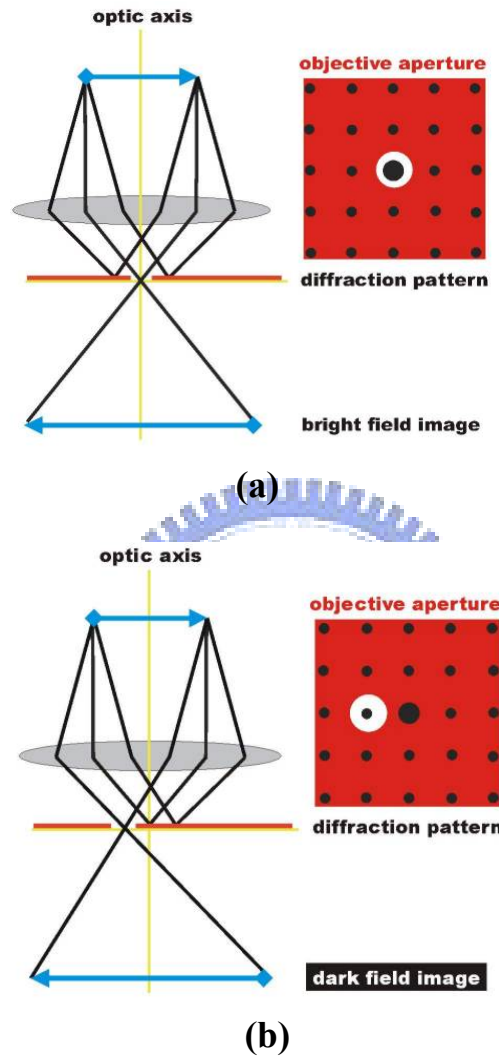 optic axis
objective aperture
diffraction pattern
bright field image
(a)
optic axis
objective aperture
diffraction pattern
dark field image
(b)